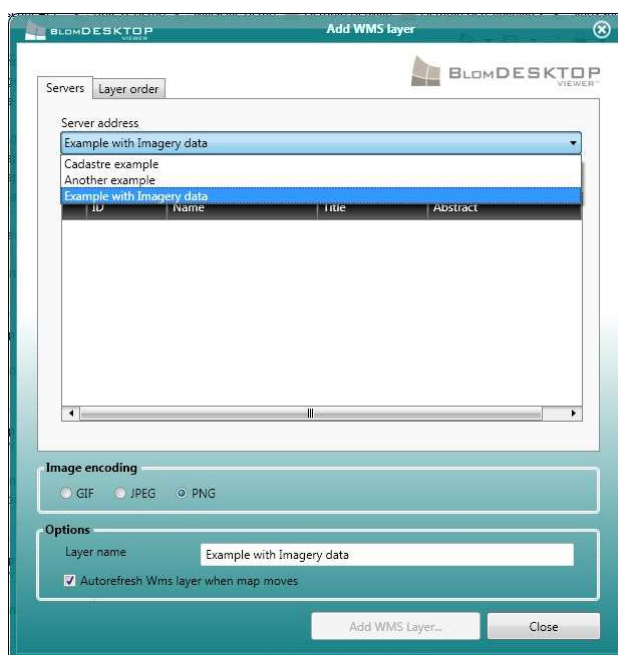 BLOMDESKTOP
VIEWER
Add WMS layer
BLOMDESKTOP
VIEWER™
Servers
Layer order
Server address
Example with Imagery data
Cadastre example
Another example
Example with Imagery data
ID Name Title Abstract
Image encoding
GIF JPEG PNG
Options
Layer name Example with Imagery data
Autorefresh Wms layer when map moves
Add WMS Layer... Close